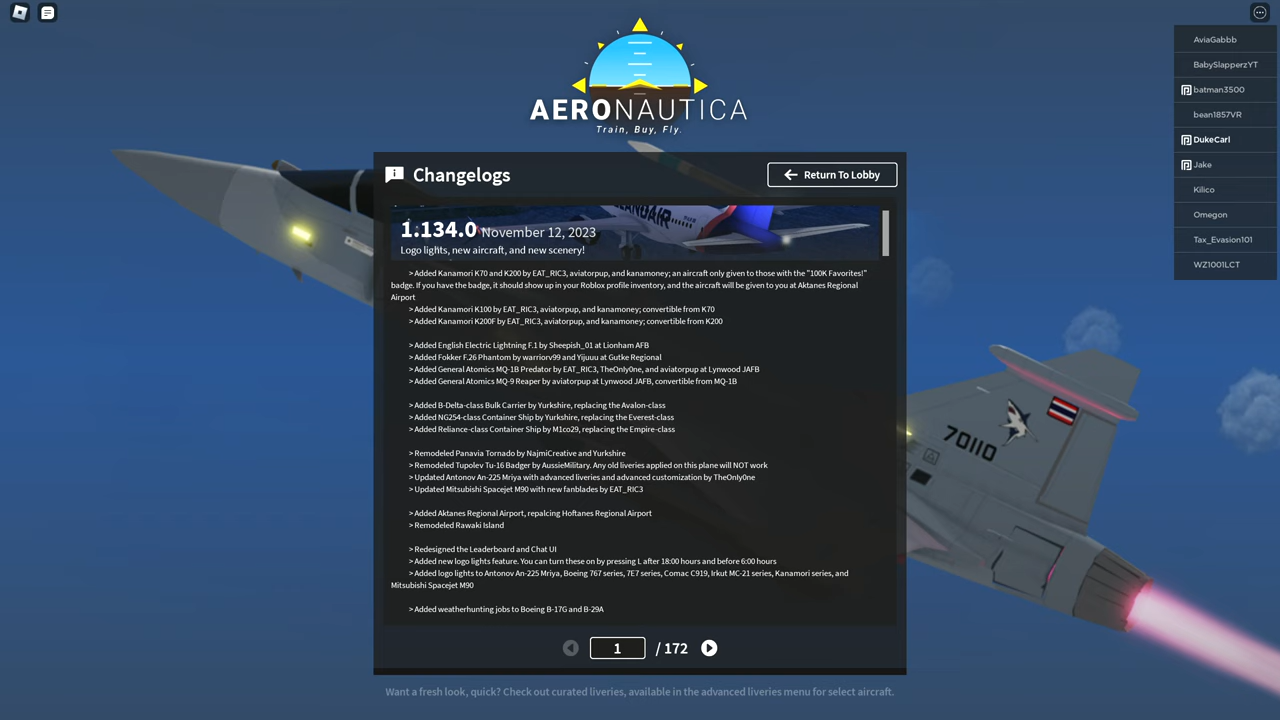 AERONAUTICA
Train, Buy, Fly.
AviaGabbb
BabySlapperzYT
batman3500
bean1857VR
DukeCarl
Jake
Kilico
Omegon
Tax_Evasion101
WZ1001LCT
Changelogs
Return To Lobby
1.134.0 November 12, 2023
Logo lights, new aircraft, and new scenery!
> Added Kanamori K70 and K200 by EAT_RIC3, aviatorpup, and kanamoney; an aircraft only given to those with the "100K Favorites!"
badge. If you have the badge, it should show up in your Roblox profile inventory, and the aircraft will be given to you at Aktanes Regional
Airport
> Added Kanamori K100 by EAT_RIC3, aviatorpup, and kanamoney; convertible from K70
> Added Kanamori K200F by EAT_RIC3, aviatorpup, and kanamoney; convertible from K200
> Added English Electric Lightning F.1 by Sheepish_01 at Lionham AFB
> Added Fokker F.26 Phantom by warriorv99 and Yijuuu at Gutke Regional
> Added General Atomics MQ-1B Predator by EAT_RIC3, TheOnly0ne, and aviatorpup at Lynwood JAFB
> Added General Atomics MQ-9 Reaper by aviatorpup at Lynwood JAFB, convertible from MQ-1B
> Added B-Delta-class Bulk Carrier by Yurkshire, replacing the Avalon-class
> Added NG254-class Container Ship by Yurkshire, replacing the Everest-class
> Added Reliance-class Container Ship by M1co29, replacing the Empire-class
> Remodeled Panavia Tornado by NajmiCreative and Yurkshire
> Remodeled Tupolev Tu-16 Badger by AussieMilitary. Any old liveries applied on this plane will NOT work
> Updated Antonov An-225 Mriya with advanced liveries and advanced customization by TheOnly0ne
> Updated Mitsubishi Spacejet M90 with new fanblades by EAT_RIC3
> Added Aktanes Regional Airport, repalcing Hoftanes Regional Airport
> Remodeled Rawaki Island
> Redesigned the Leaderboard and Chat UI
> Added new logo lights feature. You can turn these on by pressing L after 18:00 hours and before 6:00 hours
> Added logo lights to Antonov An-225 Mriya, Boeing 767 series, 7E7 series, Comac C919, Irkut MC-21 series, Kanamori series, and
Mitsubishi Spacejet M90
> Added weatherhunting jobs to Boeing B-17G and B-29A
1 / 172
70110
Want a fresh look, quick? Check out curated liveries, available in the advanced liveries menu for select aircraft.